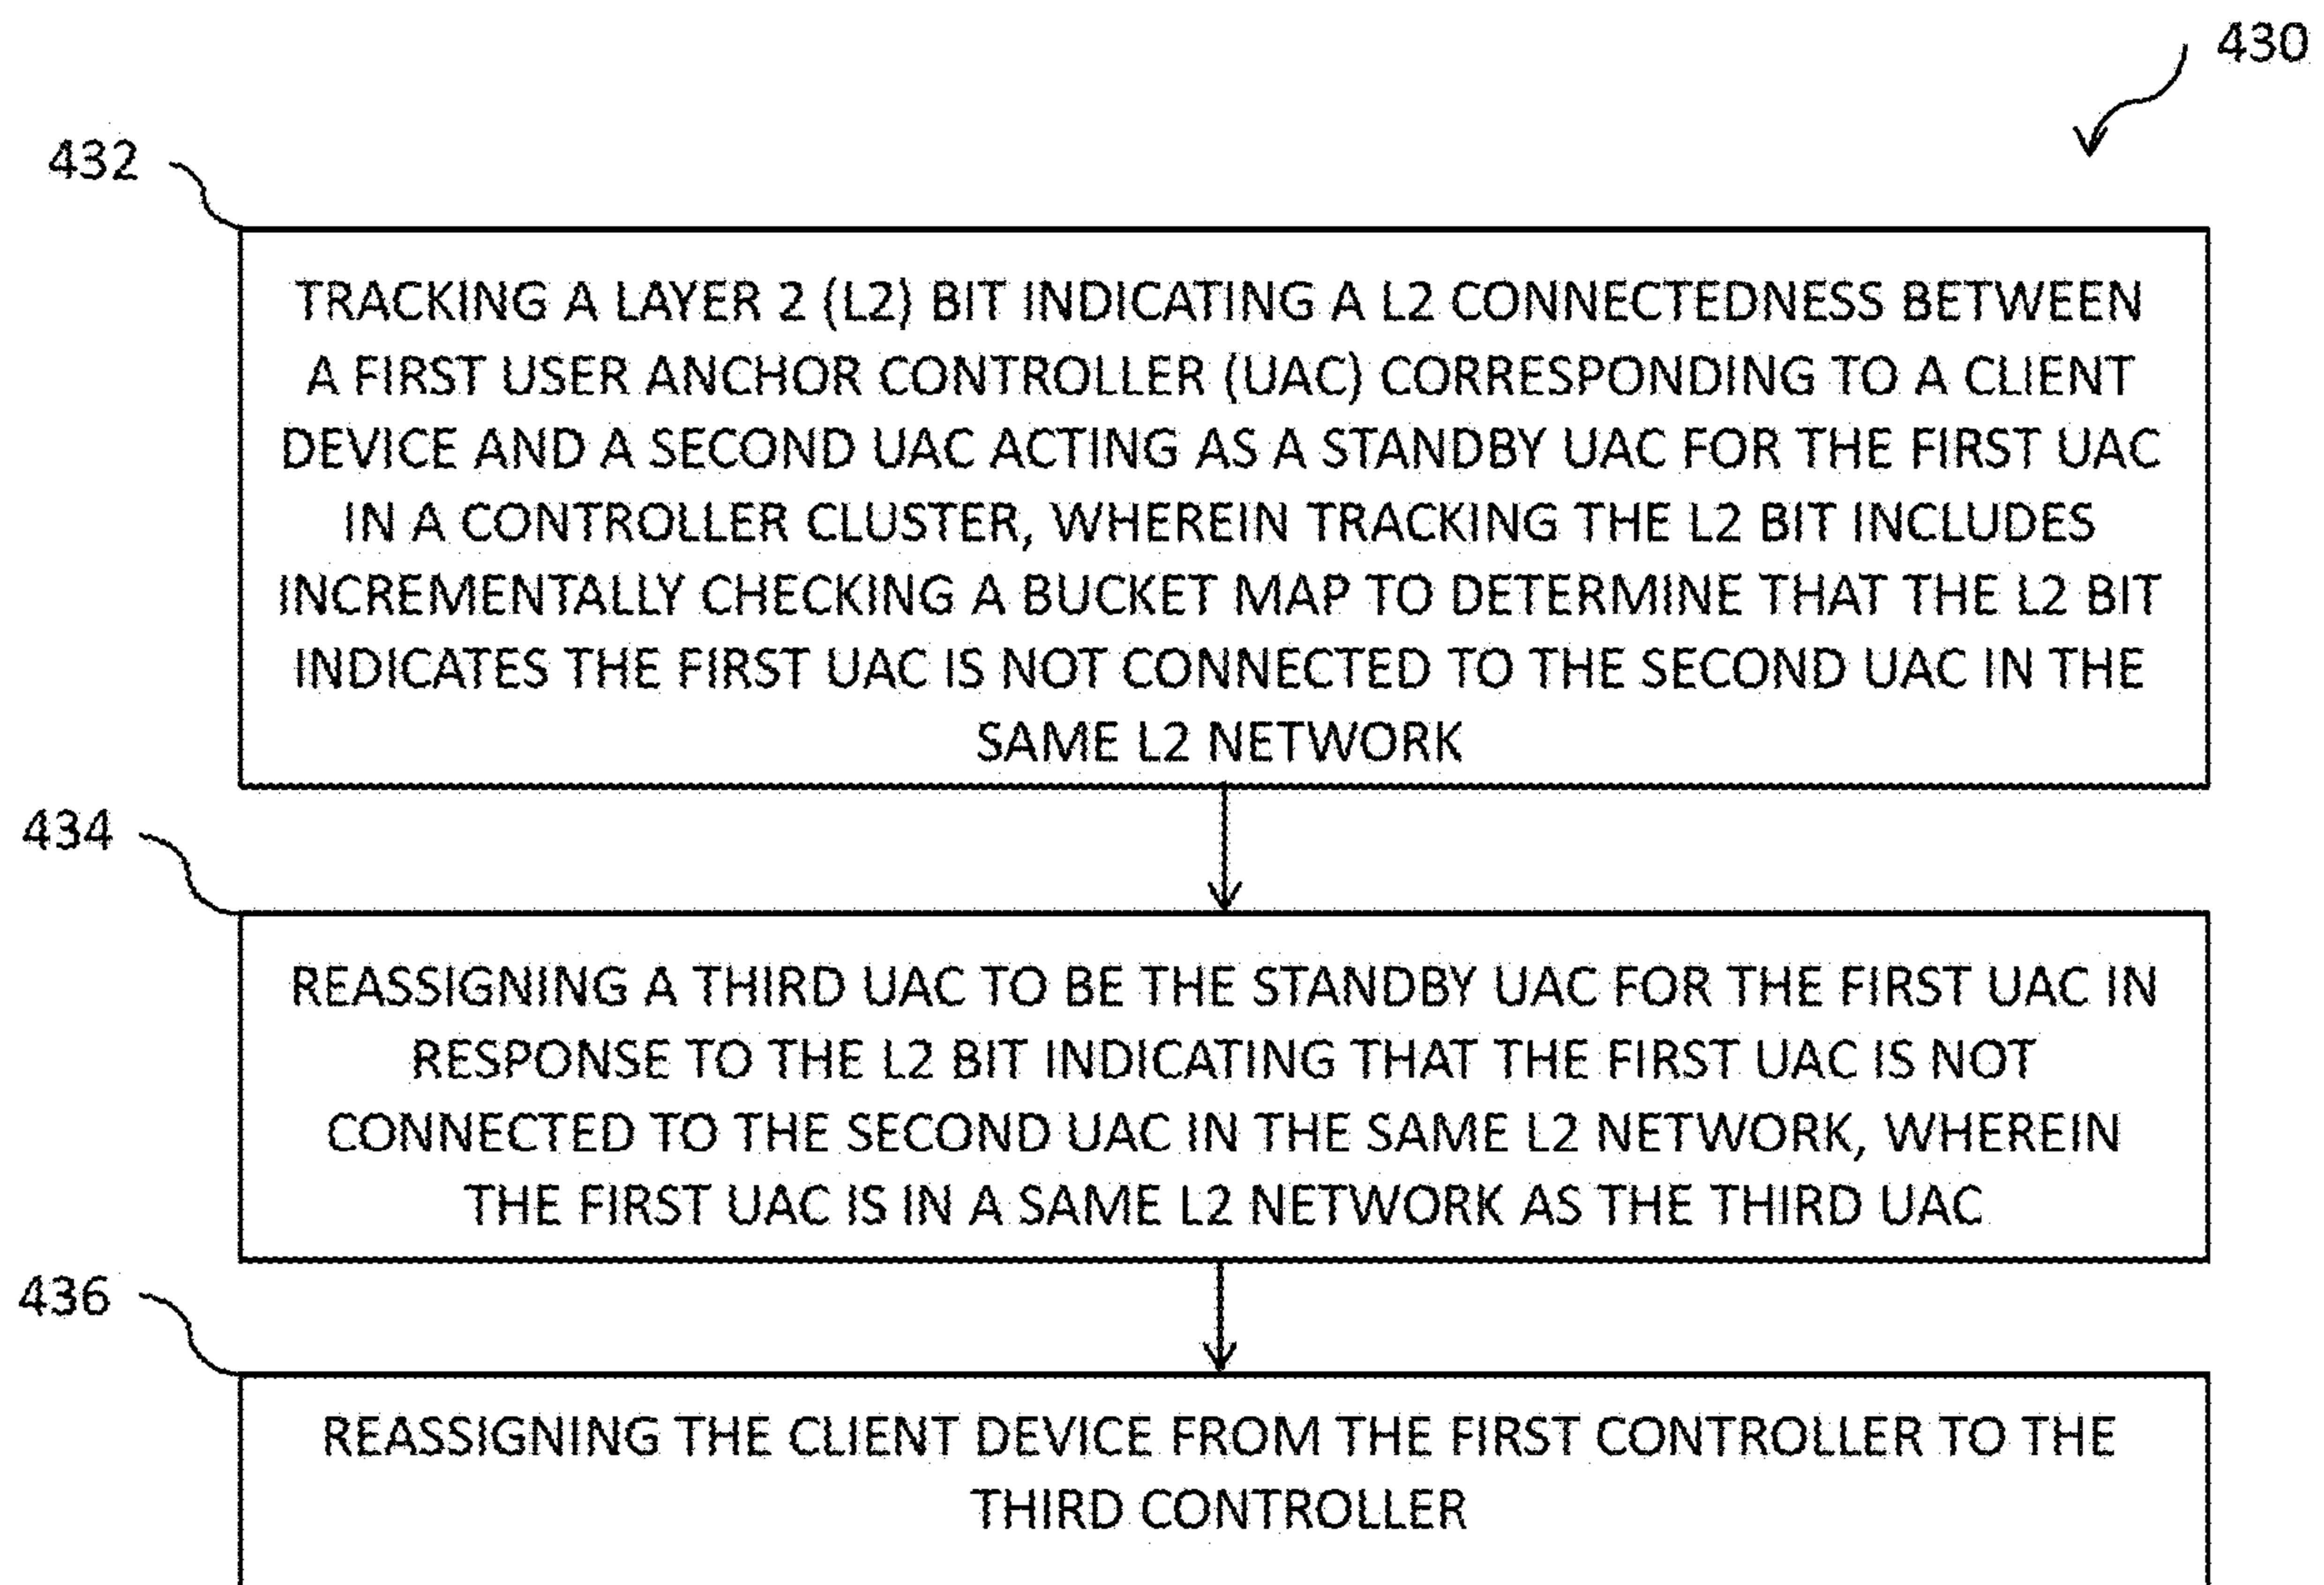 430
432
TRACKING A LAYER 2 (L2) BIT INDICATING A L2 CONNECTEDNESS BETWEEN
A FIRST USER ANCHOR CONTROLLER (UAC) CORRESPONDING TO A CLIENT
DEVICE AND A SECOND UAC ACTING AS A STANDBY UAC FOR THE FIRST UAC
IN A CONTROLLER CLUSTER, WHEREIN TRACKING THE L2 BIT INCLUDES
INCREMENTALLY CHECKING A BUCKET MAP TO DETERMINE THAT THE L2 BIT
INDICATES THE FIRST UAC IS NOT CONNECTED TO THE SECOND UAC IN THE
SAME L2 NETWORK
434
REASSIGNING A THIRD UAC TO BE THE STANDBY UAC FOR THE FIRST UAC IN
RESPONSE TO THE L2 BIT INDICATING THAT THE FIRST UAC IS NOT
CONNECTED TO THE SECOND UAC IN THE SAME L2 NETWORK, WHEREIN
THE FIRST UAC IS IN A SAME L2 NETWORK AS THE THIRD UAC
436
REASSIGNING THE CLIENT DEVICE FROM THE FIRST CONTROLLER TO THE
THIRD CONTROLLER